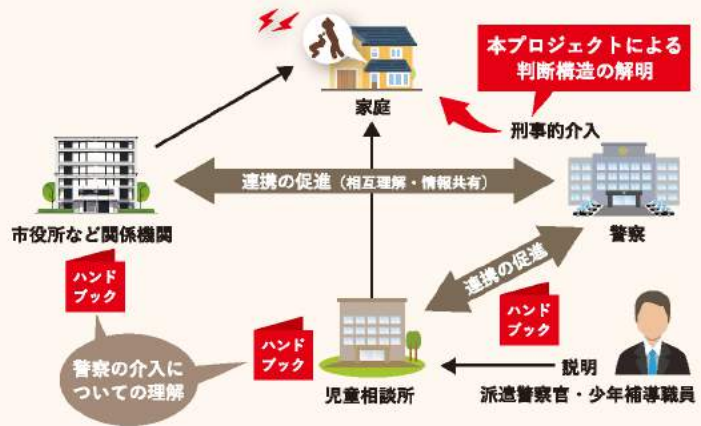 本プロジェクトによる
判断構造の解明
家庭
刑事的介入
連携の促進（相互理解・情報共有）
市役所など関係機関
警察
連携の促進
ハンド
ブック
ハンド
ブック
ハンド
ブック
警察の介入に
ついての理解
説明
児童相談所
派遣警察官・少年補導職員